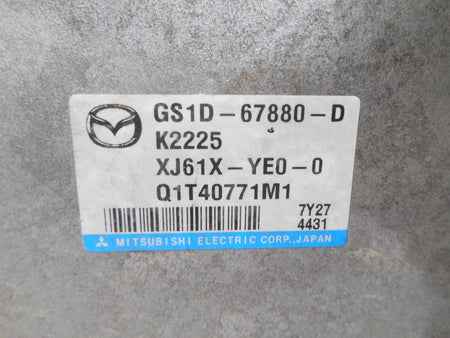 GS1D-67880-D
K2225
XJ61X-YE0-0
Q1T40771M1
7Y27
4431
MITSUBISHI ELECTRIC CORP., JAPAN